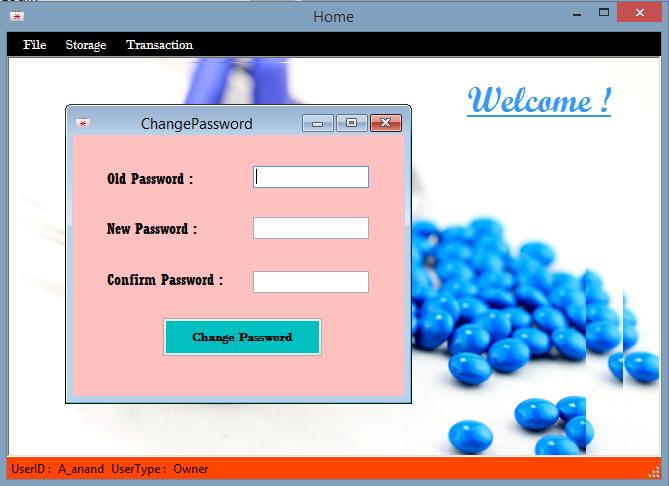 Home
File Storage Transaction
Welcome !
ChangePassword
Old Password :
New Password :
Confirm Password :
Change Password
UserID : A_anand UserType : Owner